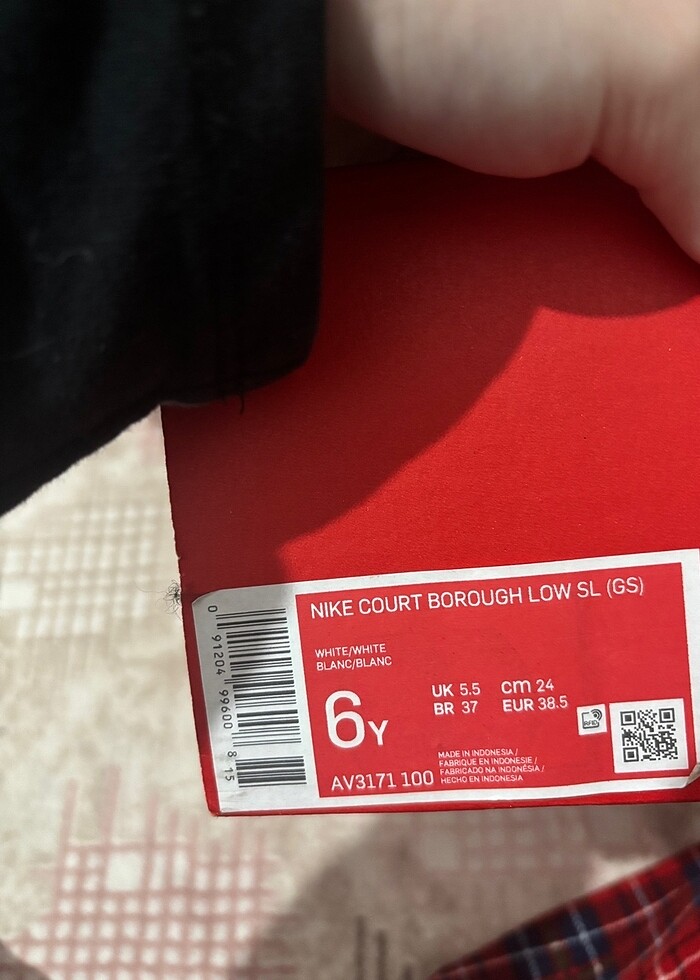 NIKE COURT BOROUGH LOW SL (GS)
WHITE/WHITE
BLANC/BLANC
6Y
UK 5.5 cm 24
BR 37 EUR 38.5
RFID
AV3171 100
MADE IN INDONESIA /
FABRIQUE EN INDONESIE /
FABRICADO NA INDONÉSIA /
HECHO EN INDONESIA
0 91204 99600 8 15